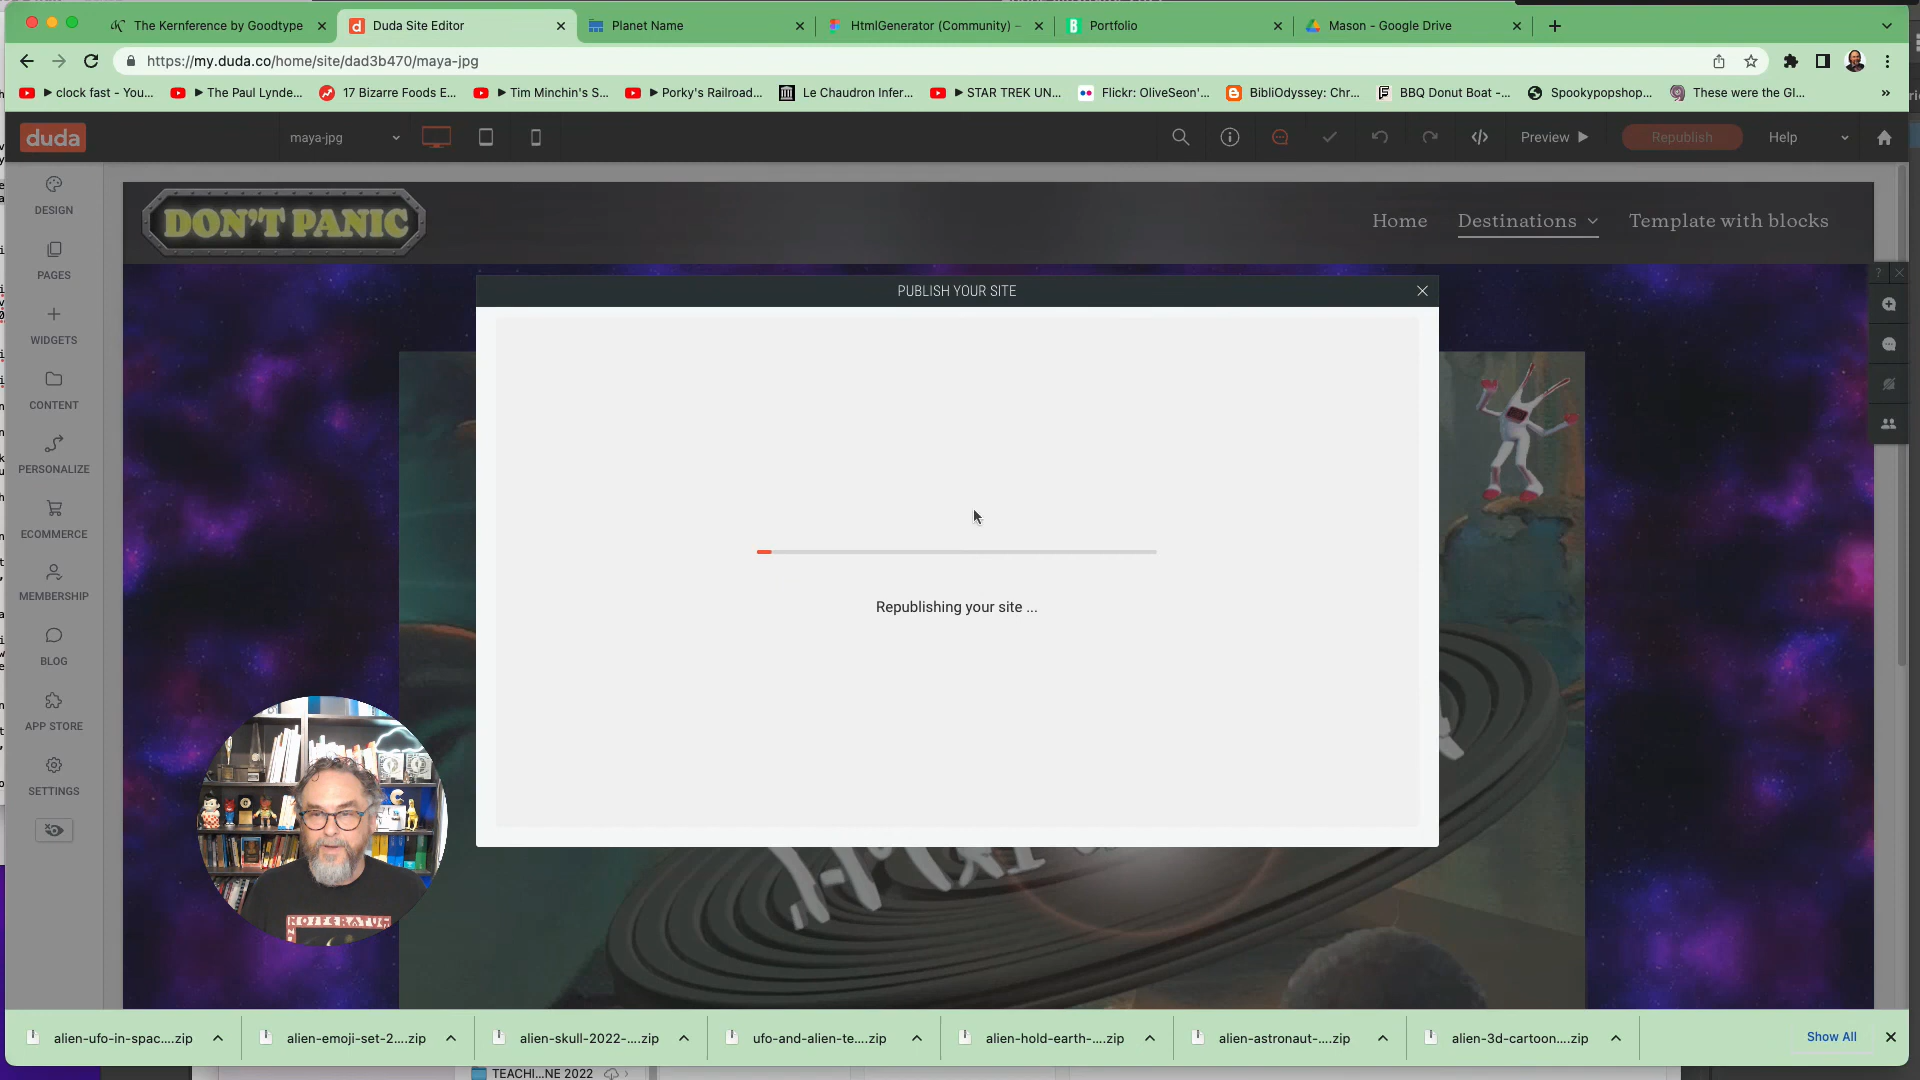 The Kernference by Goodtype
Duda Site Editor
Planet Name
HtmlGenerator (Community) –
Portfolio
Mason - Google Drive
https://my.duda.co/home/site/dad3b470/maya-jpg
clock fast - You...
The Paul Lynde...
17 Bizarre Foods E...
Tim Minchin's S...
Porky's Railroad...
Le Chaudron Infer...
STAR TREK UN...
Flickr: OliveSeon'...
BibliOdyssey: Chr...
BBQ Donut Boat -...
Spookypopshop...
These were the Gl...
duda
maya-jpg
Preview
Republish
Help
DESIGN
PAGES
WIDGETS
CONTENT
PERSONALIZE
ECOMMERCE
MEMBERSHIP
BLOG
APP STORE
SETTINGS
DON'T PANIC
Home
Destinations
Template with blocks
PUBLISH YOUR SITE
Republishing your site ...
NOSFERATU
alien-ufo-in-spac....zip
alien-emoji-set-2....zip
alien-skull-2022-....zip
ufo-and-alien-te....zip
alien-hold-earth-....zip
alien-astronaut-....zip
alien-3d-cartoon....zip
Show All
TEACHI...NE 2022